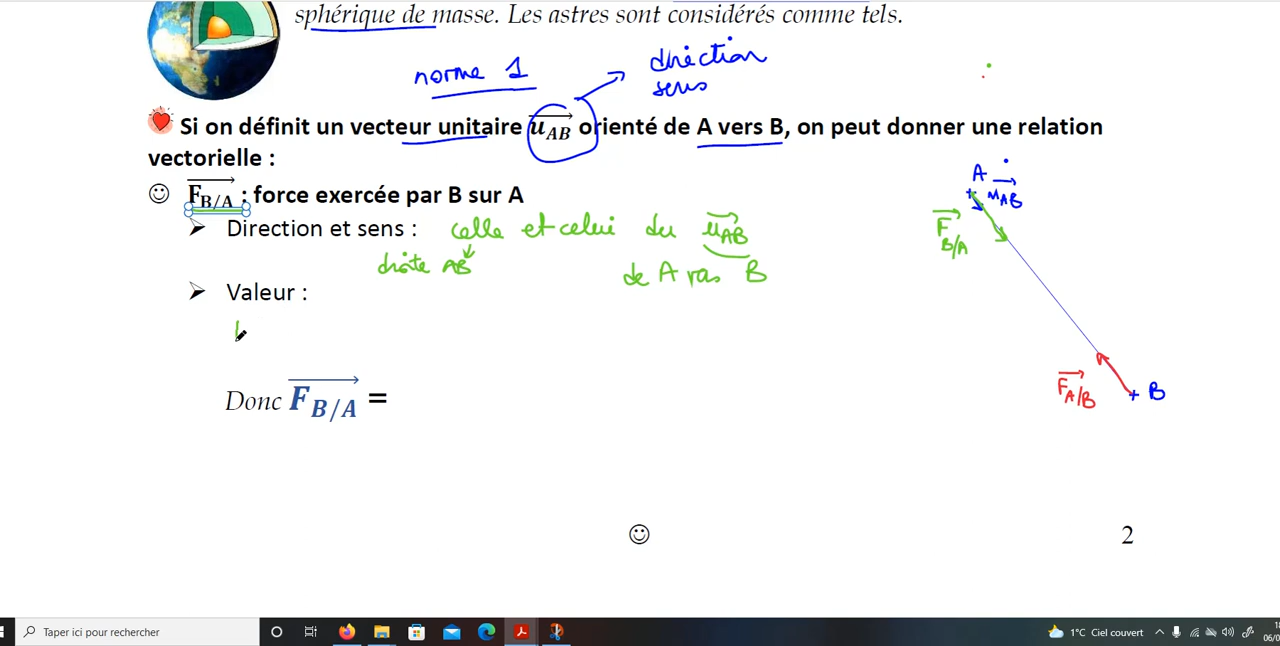 sphérique de masse. Les astres sont considérés comme tels.
norme 1
direction
sens
Si on définit un vecteur unitaire u_AB orienté de A vers B, on peut donner une relation
vectorielle :
F_B/A : force exercée par B sur A
Direction et sens : celle et celui du u_AB
droite AB
de A vers B
Valeur :
Donc F_B/A =
A
u_AB
F_B/A
F_A/B
B
2
Taper ici pour rechercher
1°C Ciel couvert